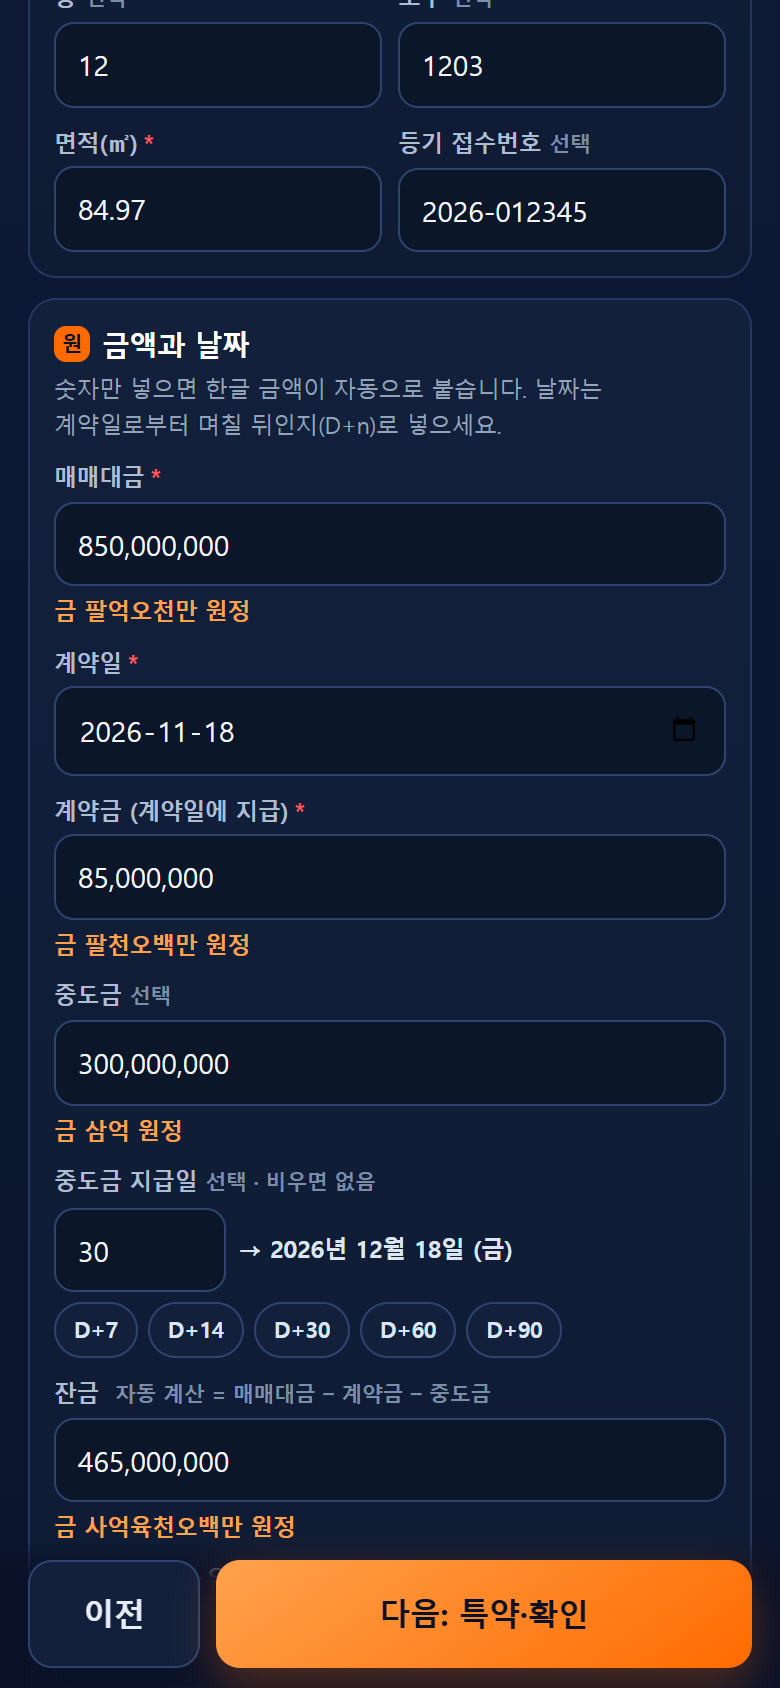 12
1203
면적(㎡) *
등기 접수번호 선택
84.97
2026-012345
원 금액과 날짜
숫자만 넣으면 한글 금액이 자동으로 붙습니다. 날짜는
계약일로부터 며칠 뒤인지(D+n)로 넣으세요.
매매대금 *
850,000,000
금 팔억오천만 원정
계약일 *
2026-11-18
계약금 (계약일에 지급) *
85,000,000
금 팔천오백만 원정
중도금 선택
300,000,000
금 삼억 원정
중도금 지급일 선택 · 비우면 없음
30
→ 2026년 12월 18일 (금)
D+7
D+14
D+30
D+60
D+90
잔금 자동 계산 = 매매대금 − 계약금 − 중도금
465,000,000
금 사억육천오백만 원정
이전
다음: 특약·확인